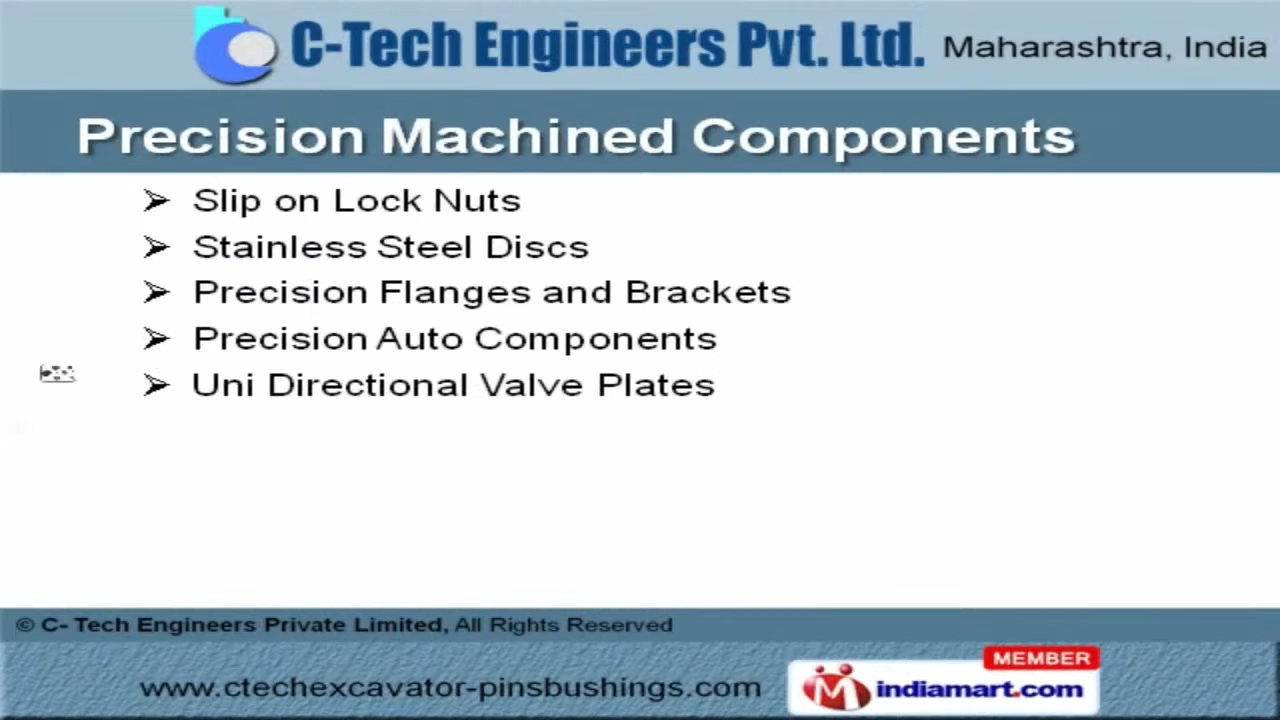 C-Tech Engineers Pvt. Ltd. Maharashtra, India
Precision Machined Components
➢ Slip on Lock Nuts
➢ Stainless Steel Discs
➢ Precision Flanges and Brackets
➢ Precision Auto Components
➢ Uni Directional Valve Plates
© C- Tech Engineers Private Limited, All Rights Reserved
MEMBER
www.ctechexcavator-pinsbushings.com
indiamart.com